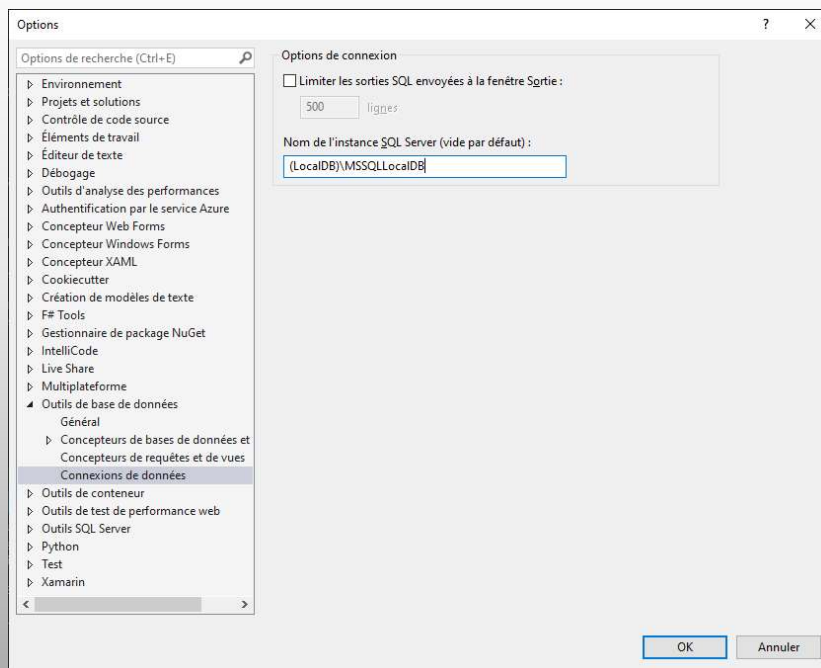 Options
?
Options de recherche (Ctrl+E)
Environnement
Projets et solutions
Contrôle de code source
Éléments de travail
Éditeur de texte
Débogage
Outils d'analyse des performances
Authentification par le service Azure
Concepteur Web Forms
Concepteur Windows Forms
Concepteur XAML
Cookiecutter
Création de modèles de texte
F# Tools
Gestionnaire de package NuGet
IntelliCode
Live Share
Multiplateforme
Outils de base de données
Général
Concepteurs de bases de données et
Concepteurs de requêtes et de vues
Connexions de données
Outils de conteneur
Outils de test de performance web
Outils SQL Server
Python
Test
Xamarin
Options de connexion
Limiter les sorties SQL envoyées à la fenêtre Sortie :
500 lignes
Nom de l'instance SQL Server (vide par défaut) :
(LocalDB)\MSSQLLocalDB
OK
Annuler